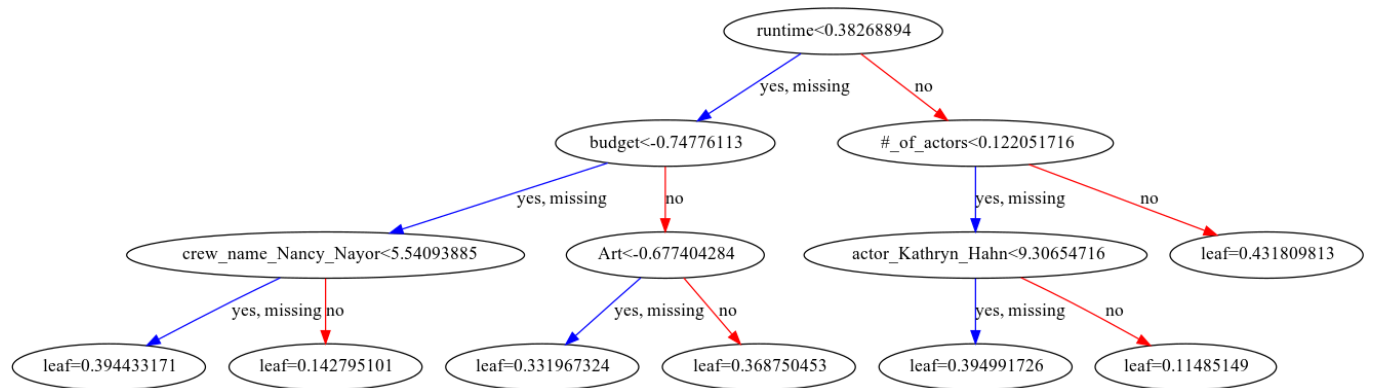 runtime<0.38268894
yes, missing
no
budget<-0.74776113
#_of_actors<0.122051716
yes, missing
no
yes, missing
no
crew_name_Nancy_Nayor<5.54093885
Art<-0.677404284
actor_Kathryn_Hahn<9.30654716
leaf=0.431809813
yes, missing
no
yes, missing
no
yes, missing
no
leaf=0.394433171
leaf=0.142795101
leaf=0.331967324
leaf=0.368750453
leaf=0.394991726
leaf=0.11485149